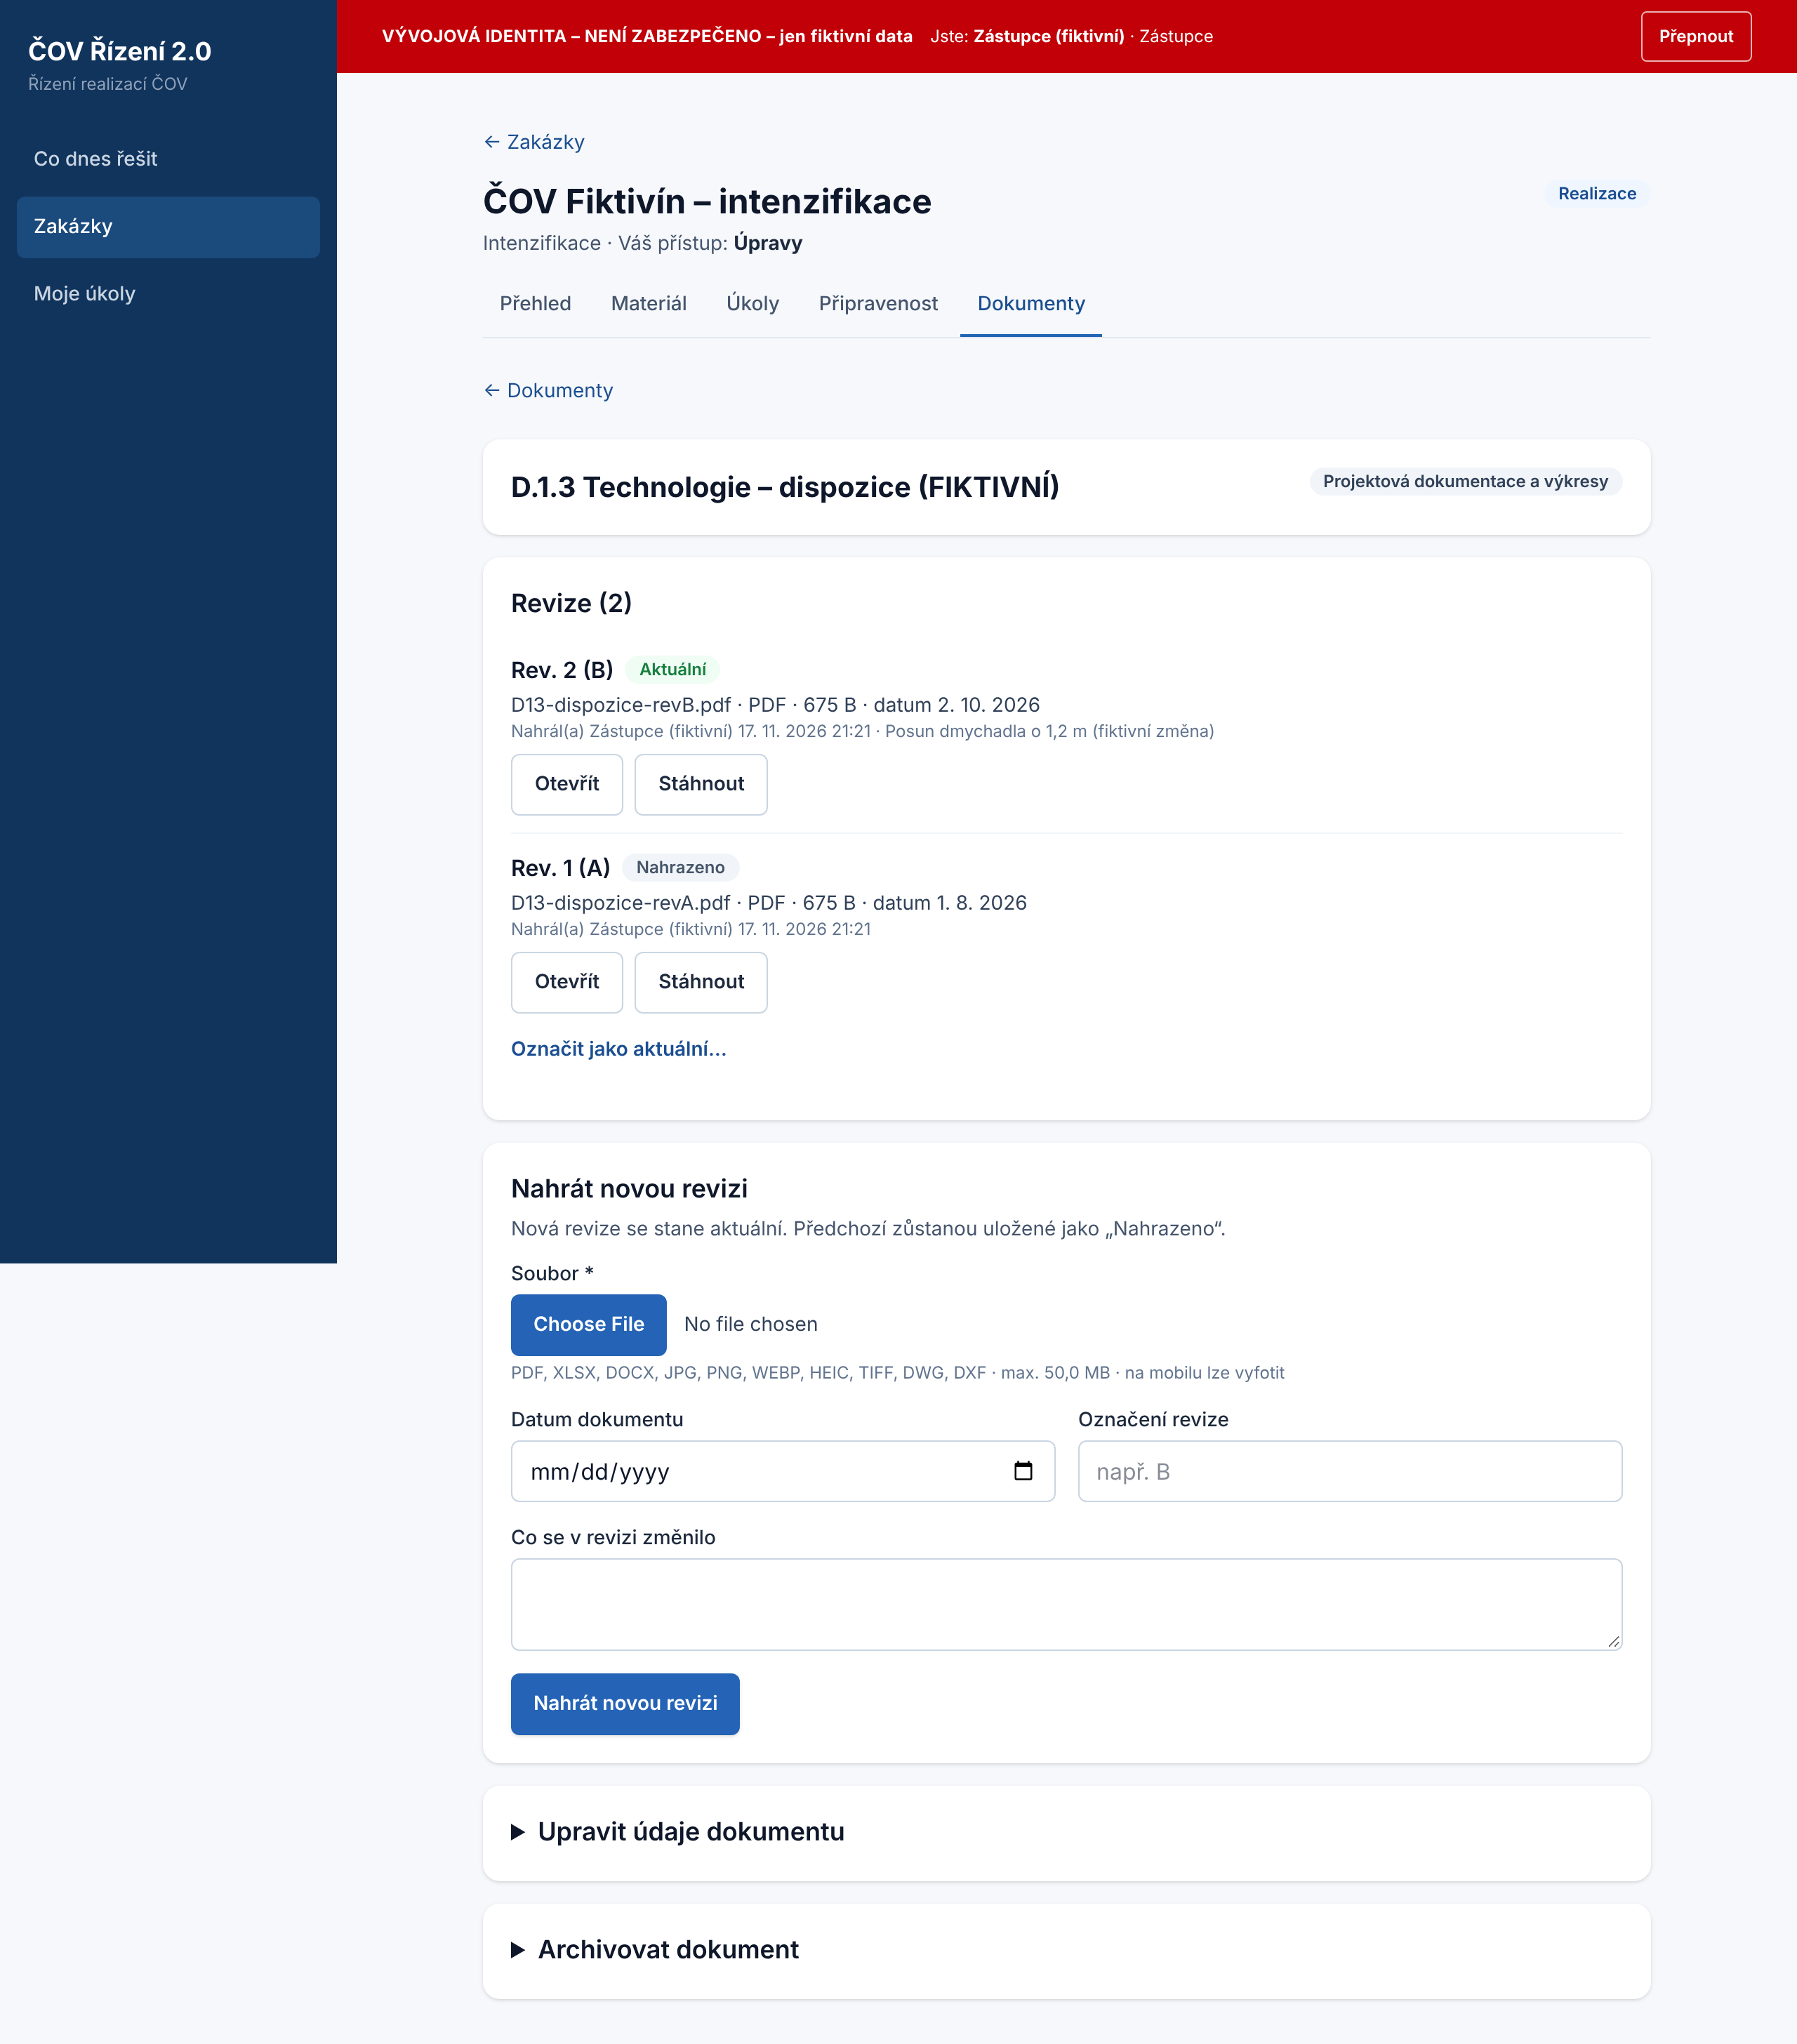 ČOV Řízení 2.0
Řízení realizací ČOV
Co dnes řešit
Zakázky
Moje úkoly
VÝVOJOVÁ IDENTITA – NENÍ ZABEZPEČENO – jen fiktivní data Jste: Zástupce (fiktivní) · Zástupce
Přepnout
← Zakázky
ČOV Fiktivín – intenzifikace
Realizace
Intenzifikace · Váš přístup: Úpravy
Přehled Materiál Úkoly Připravenost Dokumenty
← Dokumenty
D.1.3 Technologie – dispozice (FIKTIVNÍ)
Projektová dokumentace a výkresy
Revize (2)
Rev. 2 (B) Aktuální
D13-dispozice-revB.pdf · PDF · 675 B · datum 2. 10. 2026
Nahrál(a) Zástupce (fiktivní) 17. 11. 2026 21:21 · Posun dmychadla o 1,2 m (fiktivní změna)
Otevřít Stáhnout
Rev. 1 (A) Nahrazeno
D13-dispozice-revA.pdf · PDF · 675 B · datum 1. 8. 2026
Nahrál(a) Zástupce (fiktivní) 17. 11. 2026 21:21
Otevřít Stáhnout
Označit jako aktuální…
Nahrát novou revizi
Nová revize se stane aktuální. Předchozí zůstanou uložené jako „Nahrazeno“.
Soubor *
Choose File No file chosen
PDF, XLSX, DOCX, JPG, PNG, WEBP, HEIC, TIFF, DWG, DXF · max. 50,0 MB · na mobilu lze vyfotit
Datum dokumentu Označení revize
mm/dd/yyyy např. B
Co se v revizi změnilo
Nahrát novou revizi
Upravit údaje dokumentu
Archivovat dokument